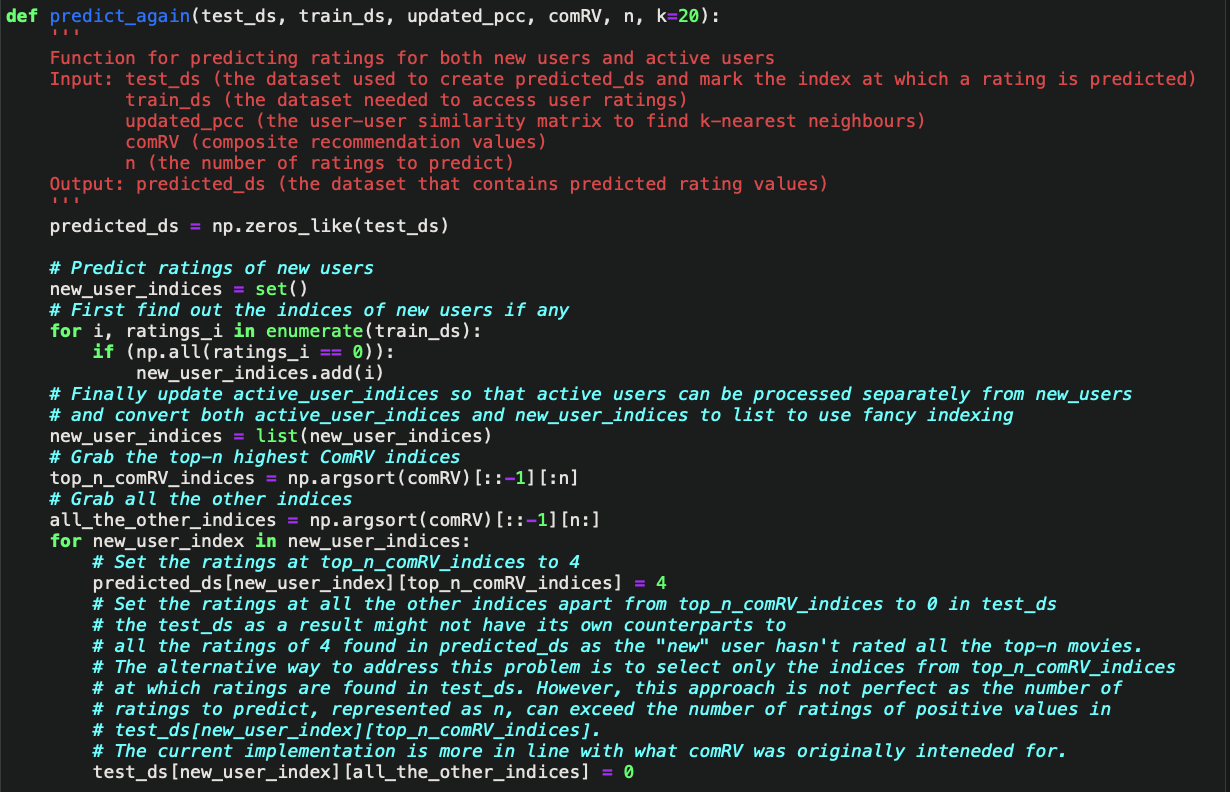 def predict_again(test_ds, train_ds, updated_pcc, comRV, n, k=20):
    '''
    Function for predicting ratings for both new users and active users
    Input: test_ds (the dataset used to create predicted_ds and mark the index at which a rating is predicted)
           train_ds (the dataset needed to access user ratings)
           updated_pcc (the user-user similarity matrix to find k-nearest neighbours)
           comRV (composite recommendation values)
           n (the number of ratings to predict)
    Output: predicted_ds (the dataset that contains predicted rating values)
    '''
    predicted_ds = np.zeros_like(test_ds)

    # Predict ratings of new users
    new_user_indices = set()
    # First find out the indices of new users if any
    for i, ratings_i in enumerate(train_ds):
        if (np.all(ratings_i == 0)):
            new_user_indices.add(i)
    # Finally update active_user_indices so that active users can be processed separately from new_users
    # and convert both active_user_indices and new_user_indices to list to use fancy indexing
    new_user_indices = list(new_user_indices)
    # Grab the top-n highest ComRV indices
    top_n_comRV_indices = np.argsort(comRV)[::-1][:n]
    # Grab all the other indices
    all_the_other_indices = np.argsort(comRV)[::-1][n:]
    for new_user_index in new_user_indices:
        # Set the ratings at top_n_comRV_indices to 4
        predicted_ds[new_user_index][top_n_comRV_indices] = 4
        # Set the ratings at all the other indices apart from top_n_comRV_indices to 0 in test_ds
        # the test_ds as a result might not have its own counterparts to
        # all the ratings of 4 found in predicted_ds as the "new" user hasn't rated all the top-n movies.
        # The alternative way to address this problem is to select only the indices from top_n_comRV_indices
        # at which ratings are found in test_ds. However, this approach is not perfect as the number of
        # ratings to predict, represented as n, can exceed the number of ratings of positive values in
        # test_ds[new_user_index][top_n_comRV_indices].
        # The current implementation is more in line with what comRV was originally inteneded for.
        test_ds[new_user_index][all_the_other_indices] = 0